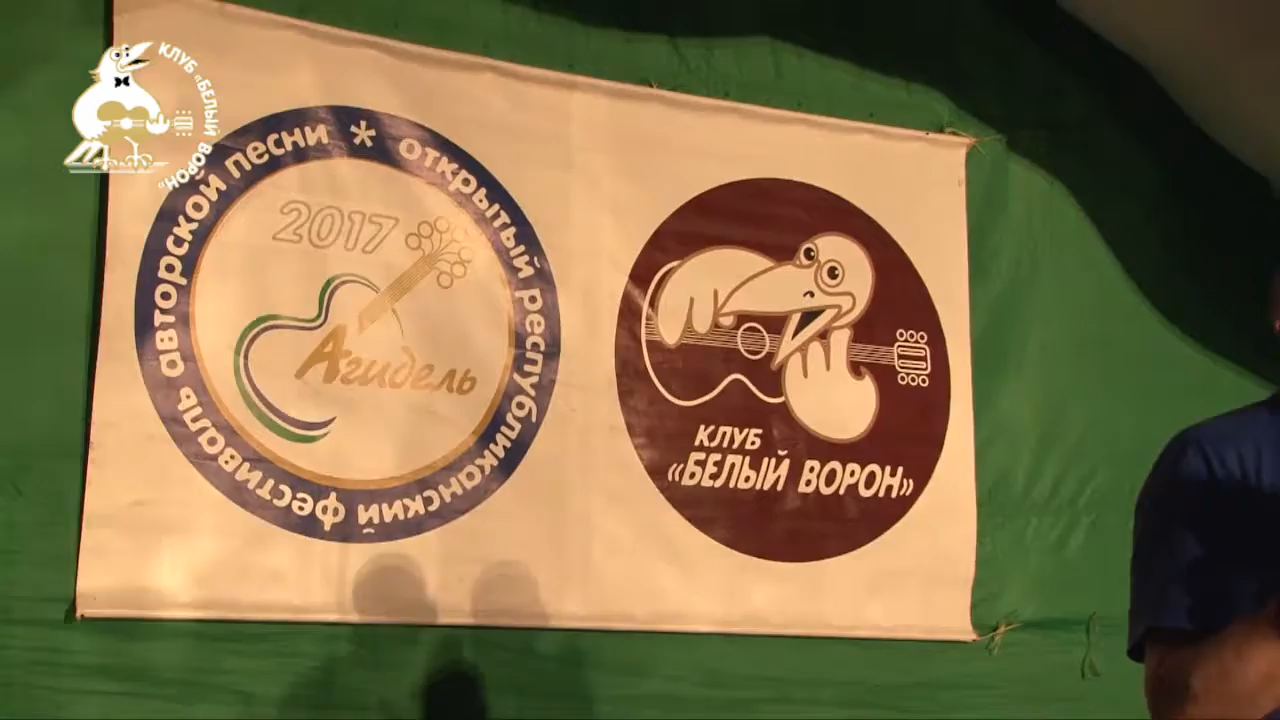 КЛУБ «БЕЛЫЙ ВОРОН»
* открытый республиканский фестиваль авторской песни
2017
Агидель
КЛУБ
«БЕЛЫЙ ВОРОН»